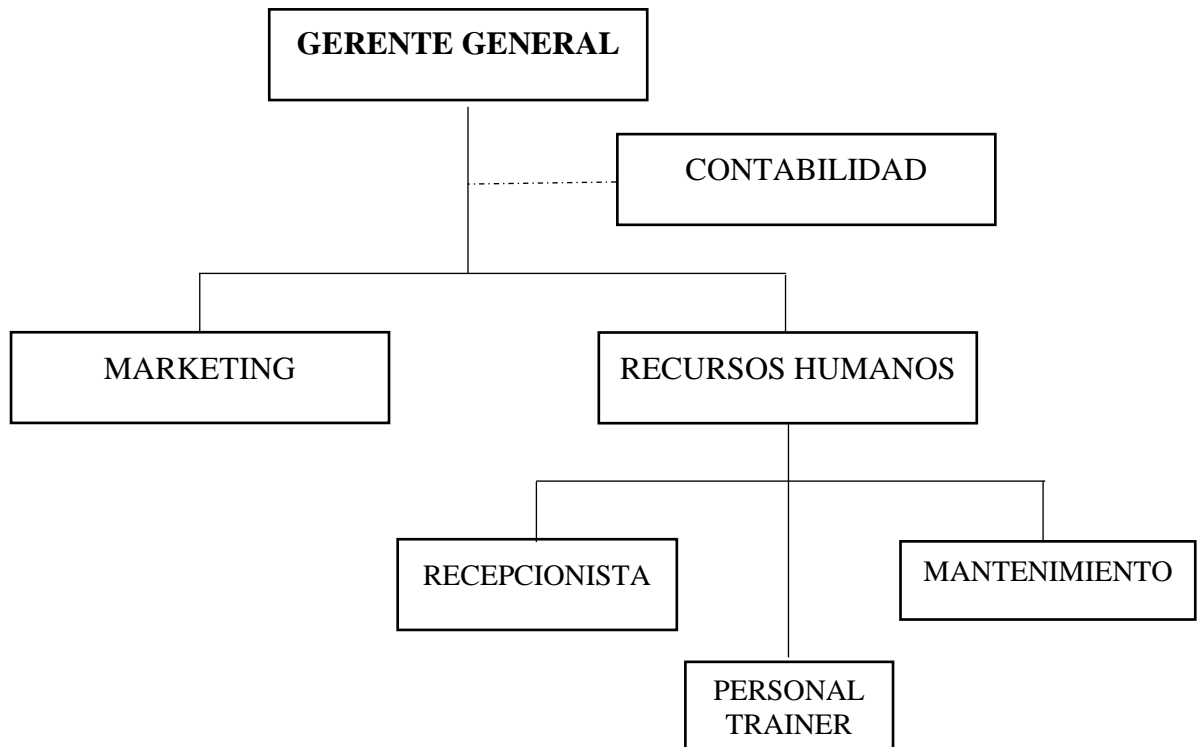 GERENTE GENERAL
CONTABILIDAD
MARKETING
RECURSOS HUMANOS
RECEPCIONISTA
MANTENIMIENTO
PERSONAL
TRAINER